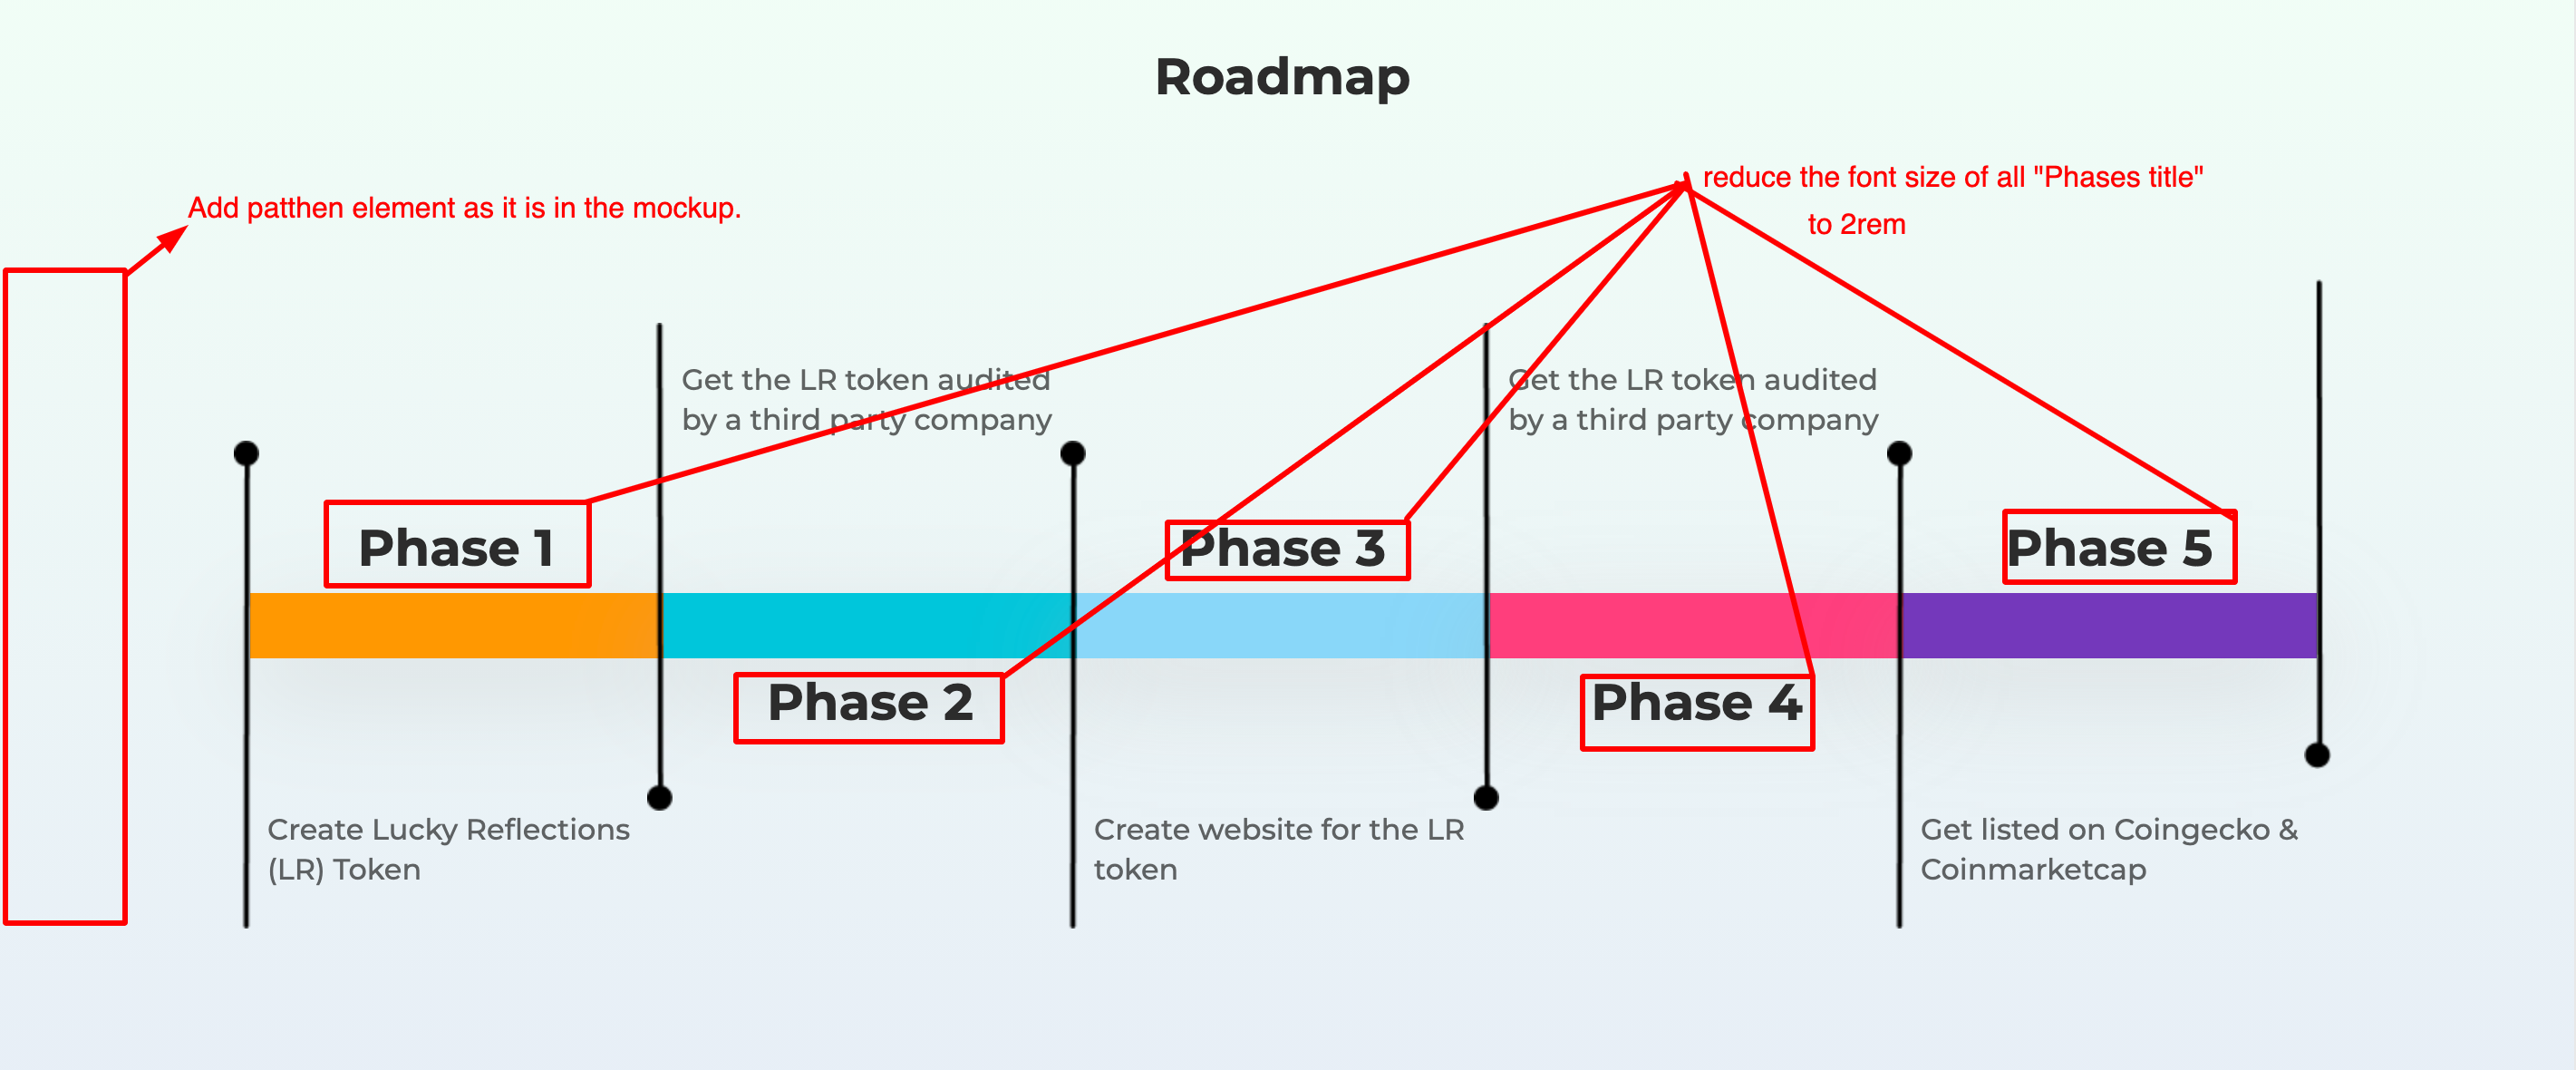 Roadmap
reduce the font size of all "Phases title"
to 2rem
Add patthen element as it is in the mockup.
Get the LR token audited
by a third party company
Get the LR token audited
by a third party company
Phase 1
Phase 3
Phase 5
Phase 2
Phase 4
Create Lucky Reflections
(LR) Token
Create website for the LR
token
Get listed on Coingecko &
Coinmarketcap